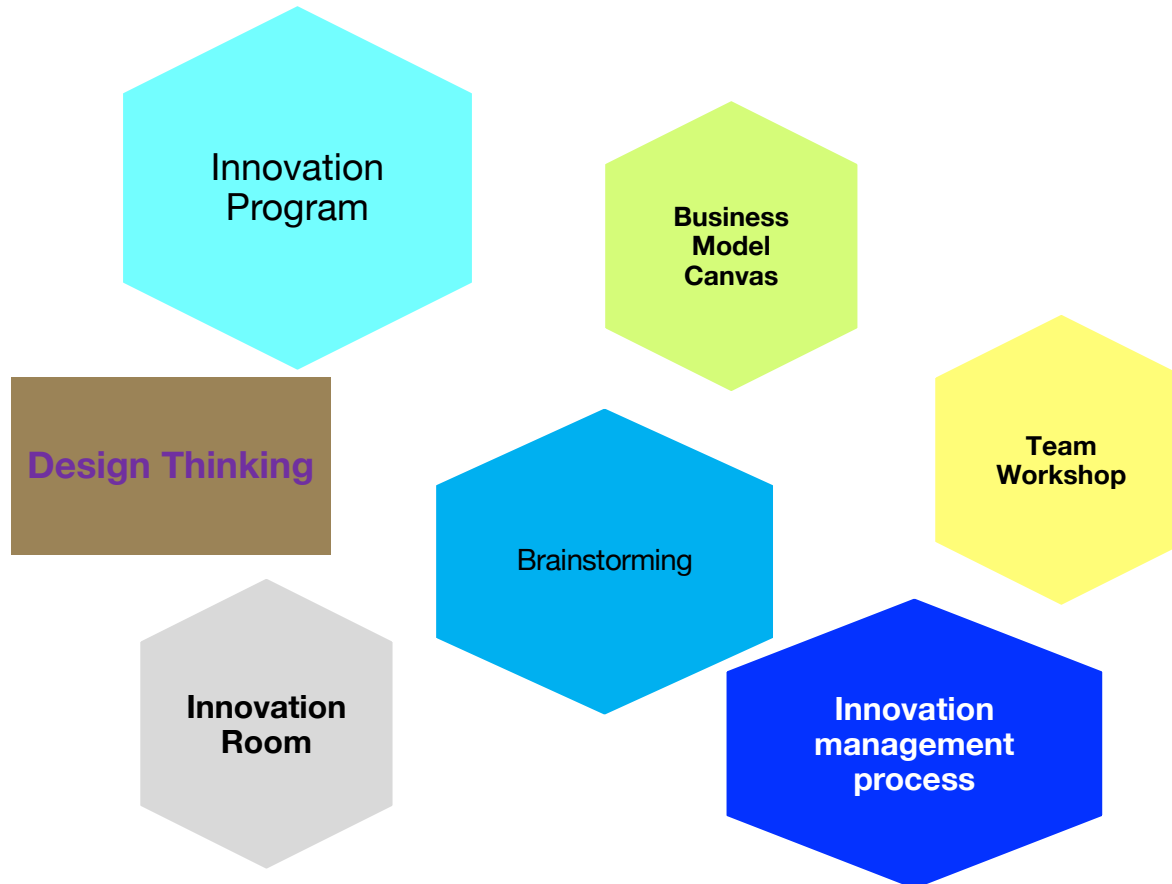 Innovation
Program
Business
Model
Canvas
Team
Workshop
Design Thinking
Brainstorming
Innovation
Room
Innovation
management
process